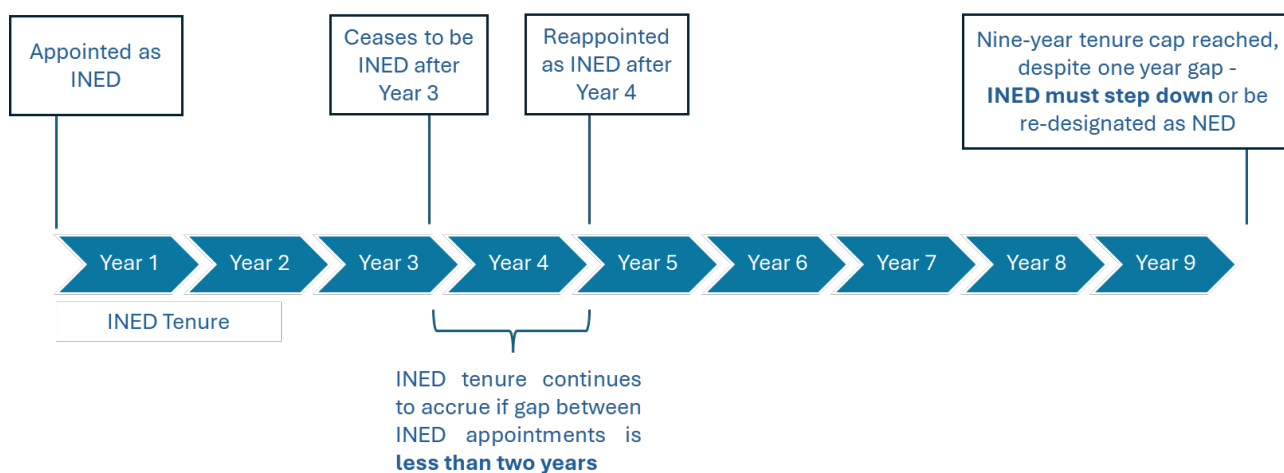 Appointed as
INED
Ceases to be
INED after
Year 3
Reappointed
as INED after
Year 4
Nine-year tenure cap reached,
despite one year gap -
INED must step down or be
re-designated as NED
Year 1
Year 2
Year 3
Year 4
Year 5
Year 6
Year 7
Year 8
Year 9
INED Tenure
INED tenure continues
to accrue if gap between
INED appointments is
less than two years